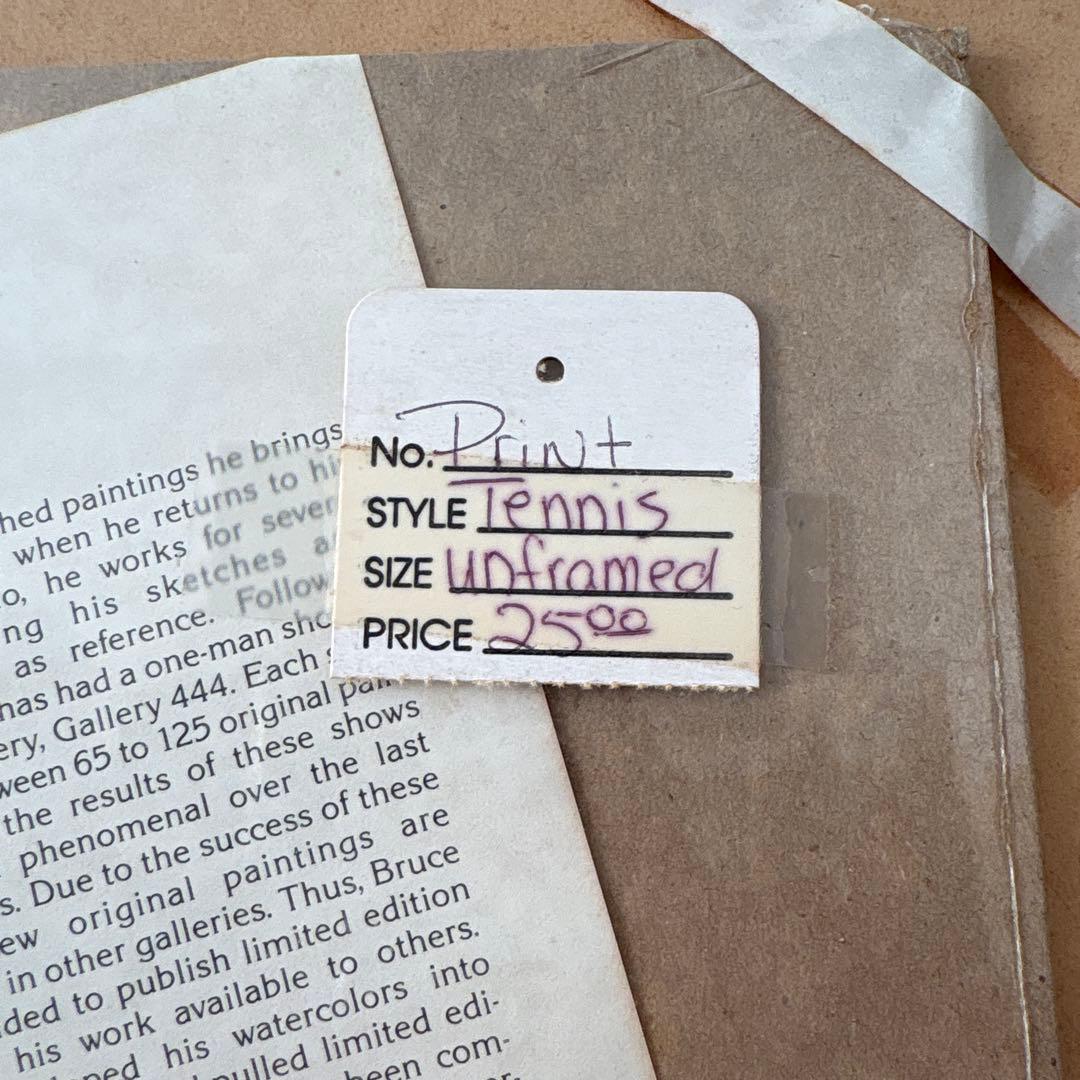 No. Print
STYLE Tennis
SIZE unframed
PRICE 25⁰⁰
hed paintings he brings
when he returns to hi
o, he works for sever
ng his sketches a
as reference. Follow
has had a one-man sho
ery, Gallery 444. Each
ween 65 to 125 original pain
the results of these shows
phenomenal over the last
s. Due to the success of these
ew original paintings are
in other galleries. Thus, Bruce
ded to publish limited edition
his work available to others.
ped his watercolors into
pulled limited edi-
been com-